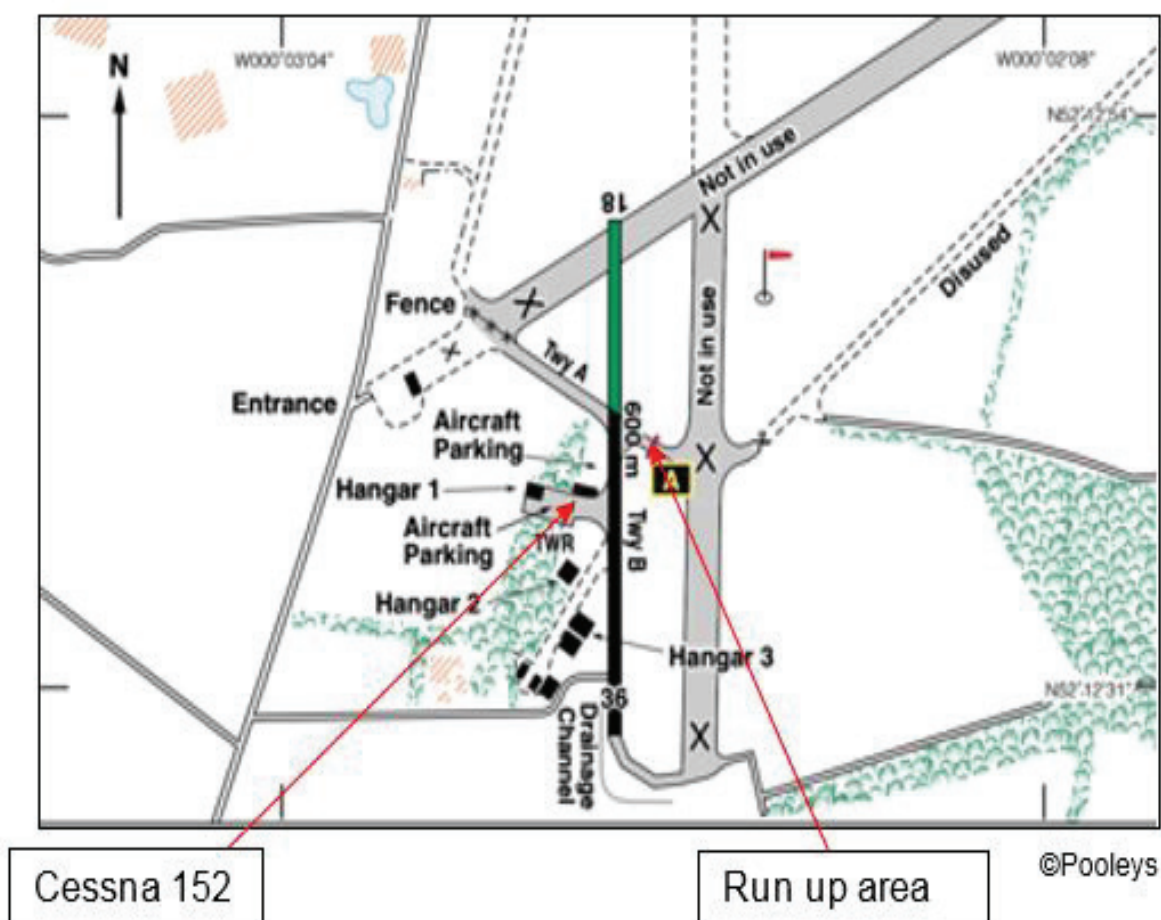 W000°03'04"
W000°02'08"
N
N52°12'54"
Not in use
18
Disused
Fence
Not in use
Twy A
Entrance
600 m
Aircraft
Parking
A
Hangar 1
Aircraft
Parking
Twy B
TWR
Hangar 2
Hangar 3
N52°12'31"
36
Drainage
Channel
©Pooleys
Cessna 152
Run up area